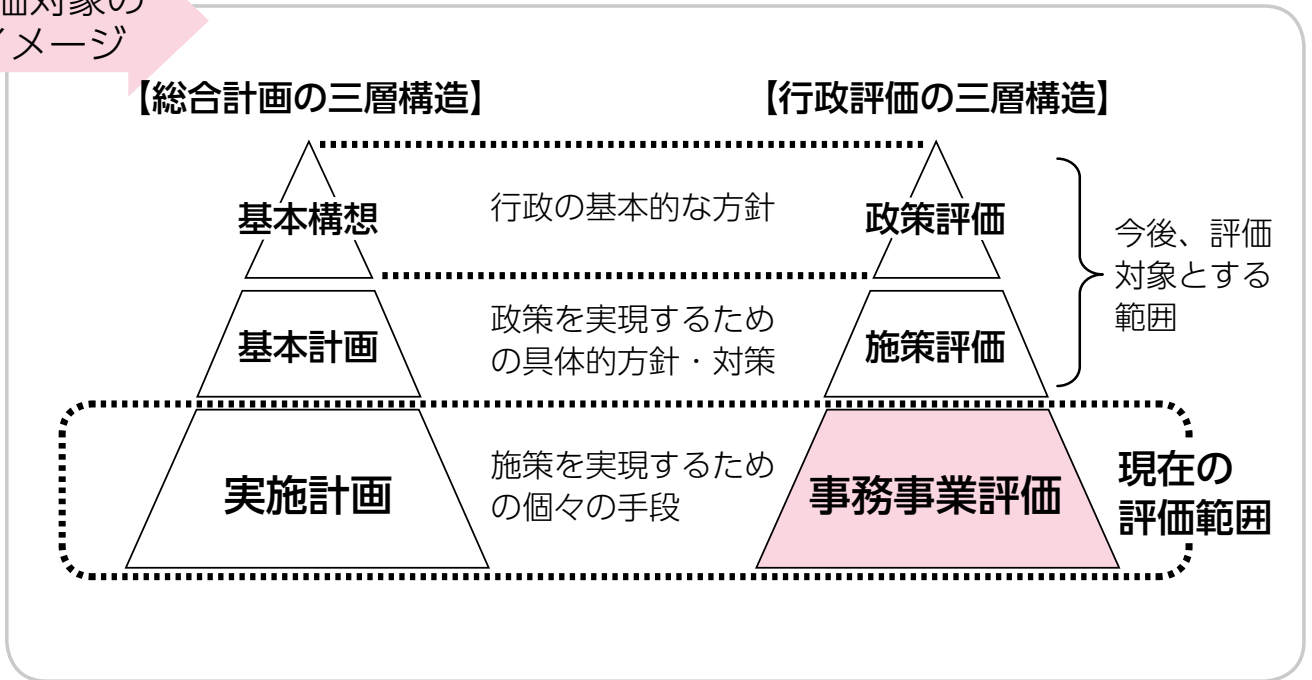 価対象の
イメージ
【総合計画の三層構造】
【行政評価の三層構造】
基本構想
行政の基本的な方針
政策評価
基本計画
政策を実現するため
の具体的方針・対策
施策評価
今後、評価
対象とする
範囲
実施計画
施策を実現するため
の個々の手段
事務事業評価
現在の
評価範囲